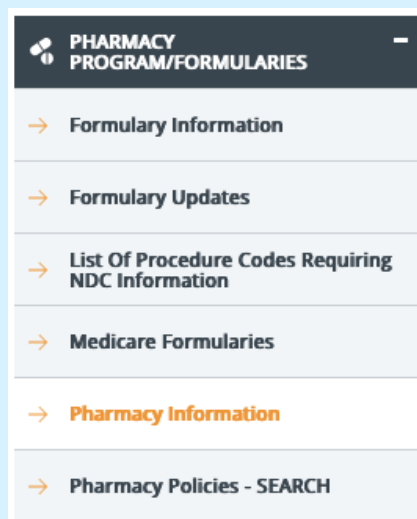 PHARMACY
PROGRAM/FORMULARIES
Formulary Information
Formulary Updates
List Of Procedure Codes Requiring
NDC Information
Medicare Formularies
Pharmacy Information
Pharmacy Policies - SEARCH